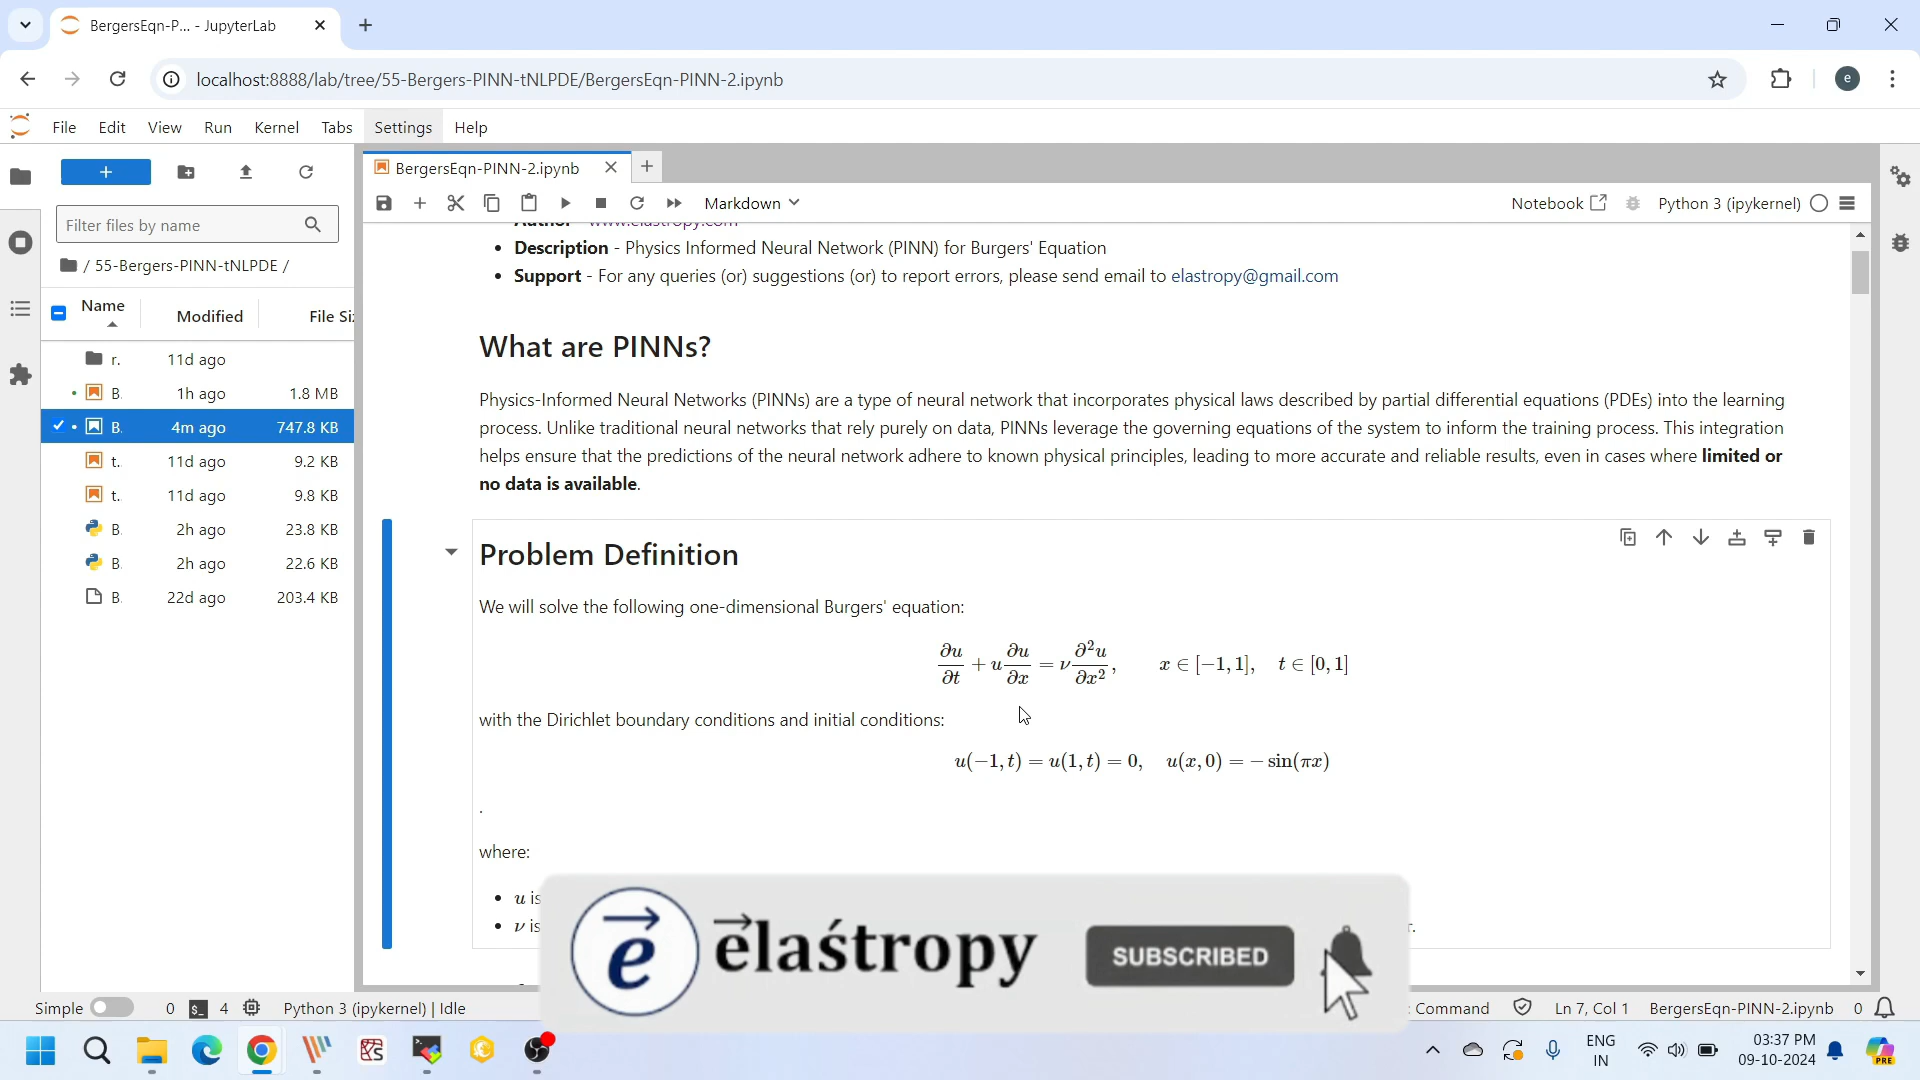 BergersEqn-P... - JupyterLab
localhost:8888/lab/tree/55-Bergers-PINN-tNLPDE/BergersEqn-PINN-2.ipynb
e
File Edit View Run Kernel Tabs Settings Help
BergersEqn-PINN-2.ipynb
Markdown
Notebook
Python 3 (ipykernel)
Filter files by name
/ 55-Bergers-PINN-tNLPDE /
Name Modified File Siz
r. 11d ago
B. 1h ago 1.8 MB
B. 4m ago 747.8 KB
t. 11d ago 9.2 KB
t. 11d ago 9.8 KB
B. 2h ago 23.8 KB
B. 2h ago 22.6 KB
B. 22d ago 203.4 KB
Author - www.elastropy.com
• Description - Physics Informed Neural Network (PINN) for Burgers' Equation
• Support - For any queries (or) suggestions (or) to report errors, please send email to elastropy@gmail.com
What are PINNs?
Physics-Informed Neural Networks (PINNs) are a type of neural network that incorporates physical laws described by partial differential equations (PDEs) into the learning
process. Unlike traditional neural networks that rely purely on data, PINNs leverage the governing equations of the system to inform the training process. This integration
helps ensure that the predictions of the neural network adhere to known physical principles, leading to more accurate and reliable results, even in cases where limited or
no data is available.
Problem Definition
We will solve the following one-dimensional Burgers' equation:
∂u/∂t + u ∂u/∂x = ν ∂²u/∂x², x ∈ [−1, 1], t ∈ [0, 1]
with the Dirichlet boundary conditions and initial conditions:
u(−1, t) = u(1, t) = 0, u(x, 0) = − sin(πx)
.
where:
• u is
• ν is
r.
e élaśtropy SUBSCRIBED
Simple 0 4 Python 3 (ipykernel) | Idle
: Command Ln 7, Col 1 BergersEqn-PINN-2.ipynb 0
ENG
IN
03:37 PM
09-10-2024
PRE